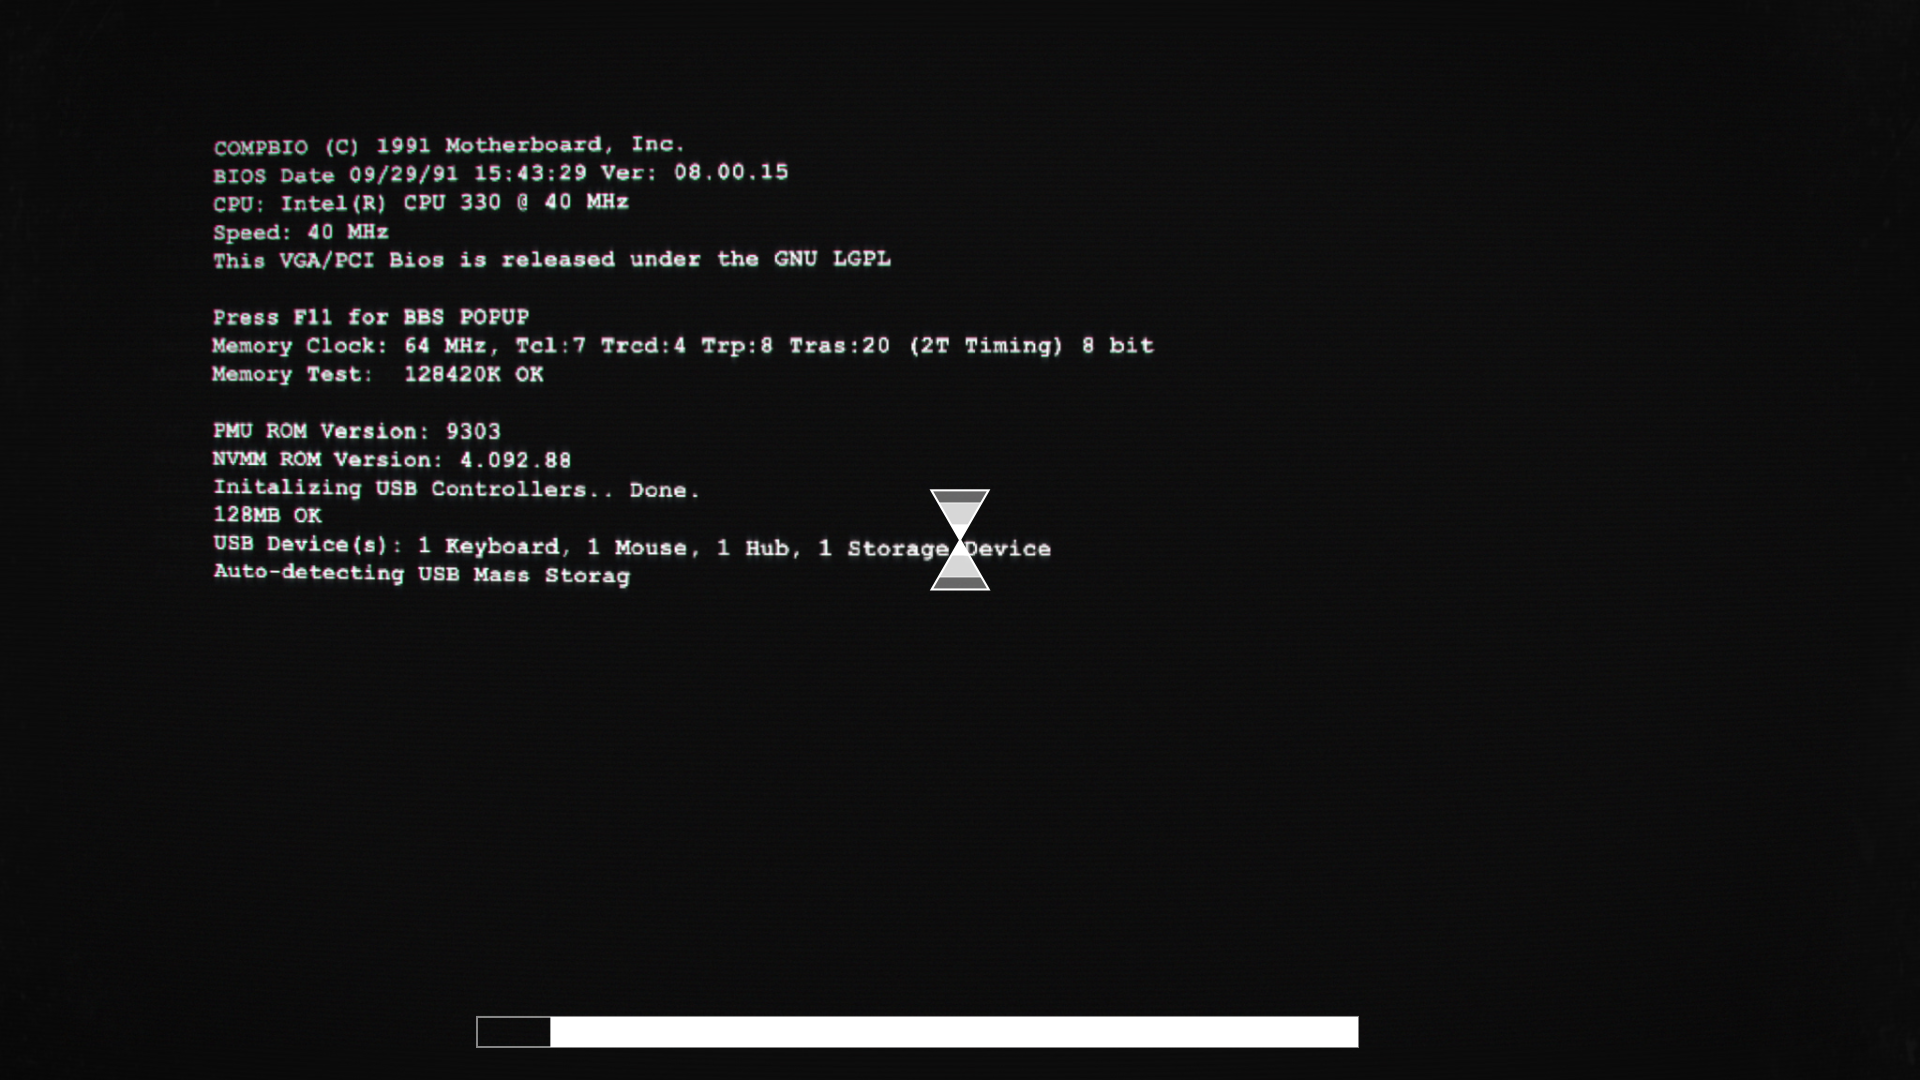 COMPBIO (C) 1991 Motherboard, Inc.
BIOS Date 09/29/91 15:43:29 Ver: 08.00.15
CPU: Intel(R) CPU 330 @ 40 MHz
Speed: 40 MHz
This VGA/PCI Bios is released under the GNU LGPL
Press F11 for BBS POPUP
Memory Clock: 64 MHz, Tcl:7 Trcd:4 Trp:8 Tras:20 (2T Timing) 8 bit
Memory Test:  128420K OK
PMU ROM Version: 9303
NVMM ROM Version: 4.092.88
Initalizing USB Controllers.. Done.
128MB OK
USB Device(s): 1 Keyboard, 1 Mouse, 1 Hub, 1 Storage Device
Auto-detecting USB Mass Storag